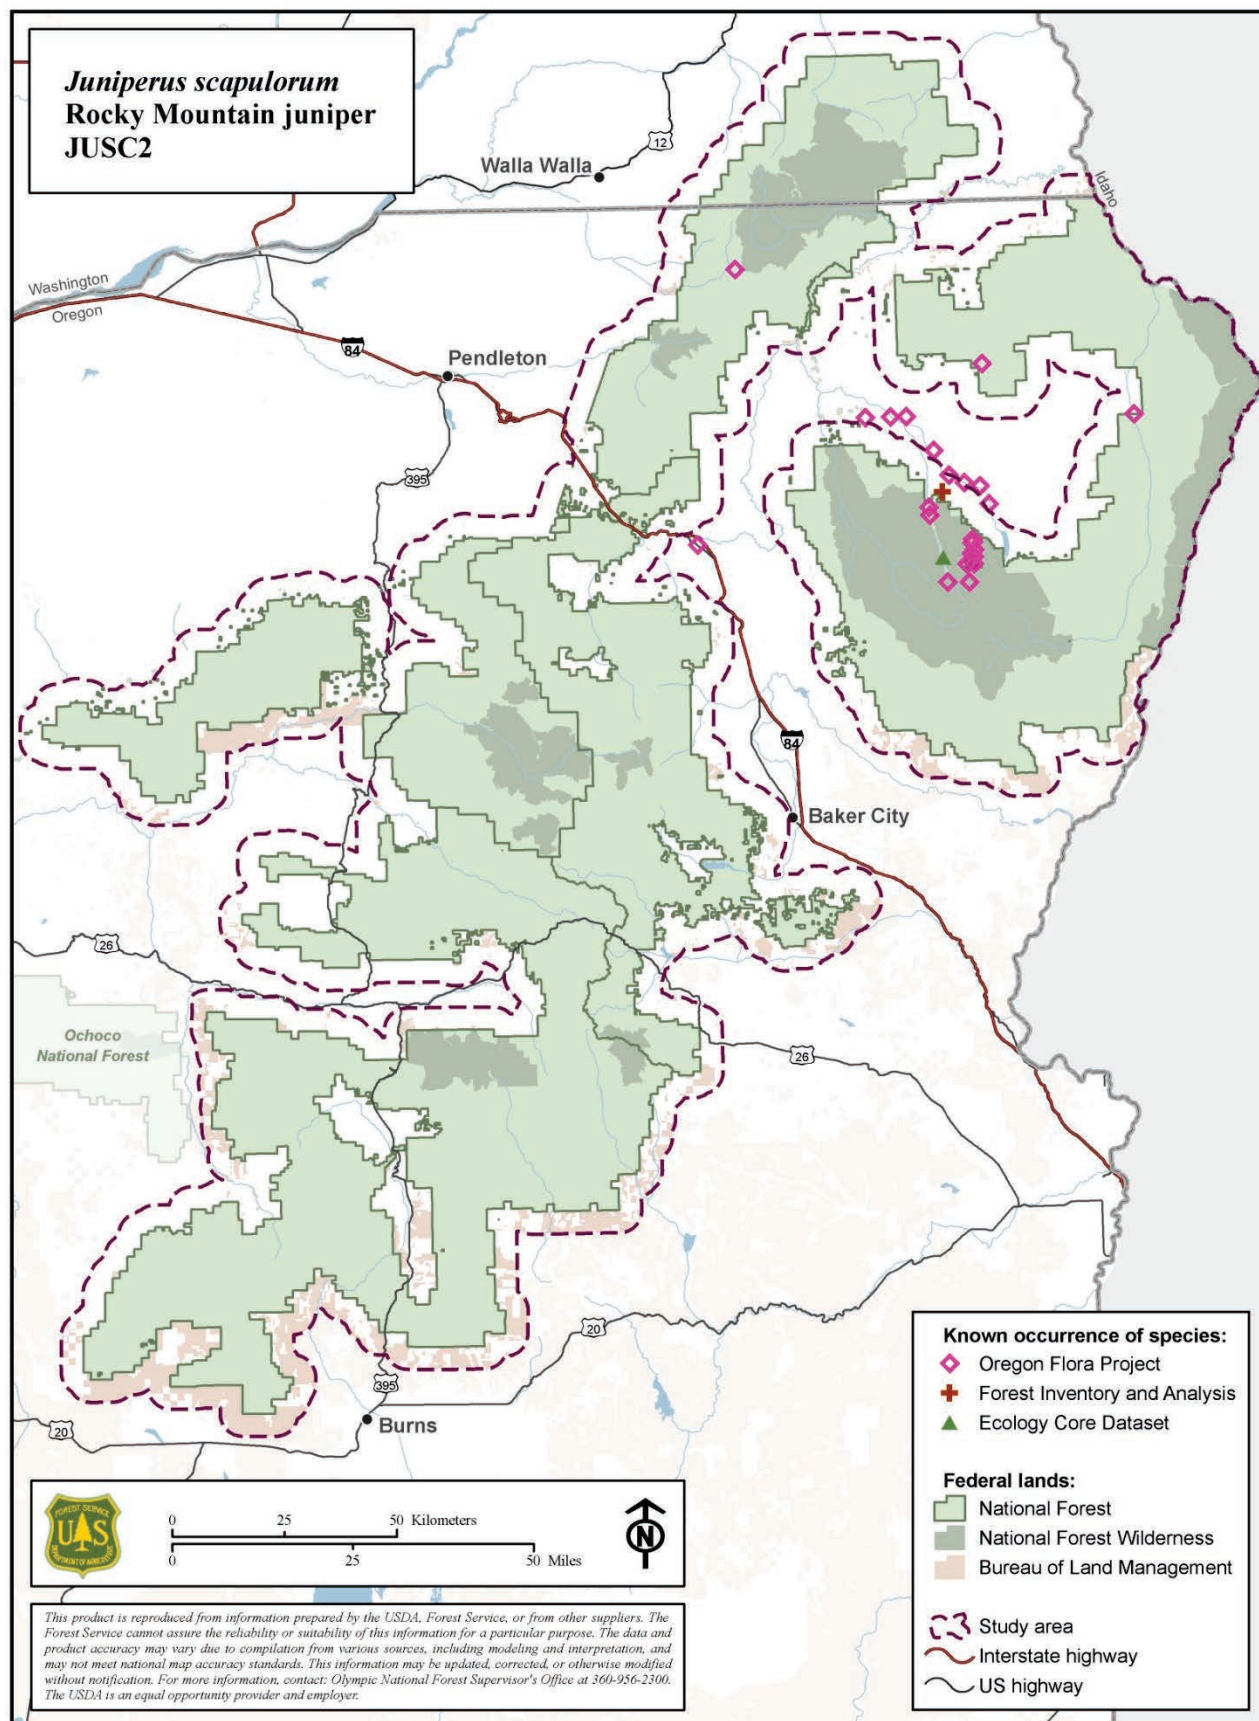 Juniperus scapulorum
Rocky Mountain juniper
JUSC2
12
Walla Walla
Idaho
Washington
Oregon
84
Pendleton
395
84
Baker City
26
Ochoco
National Forest
26
20
395
20
Burns
Known occurrence of species:
Oregon Flora Project
Forest Inventory and Analysis
Ecology Core Dataset
Federal lands:
National Forest
National Forest Wilderness
Bureau of Land Management
Study area
Interstate highway
US highway
FOREST SERVICE
US
DEPARTMENT OF AGRICULTURE
0 25 50 Kilometers
0 25 50 Miles
N
This product is reproduced from information prepared by the USDA, Forest Service, or from other suppliers. The
Forest Service cannot assure the reliability or suitability of this information for a particular purpose. The data and
product accuracy may vary due to compilation from various sources, including modeling and interpretation, and
may not meet national map accuracy standards. This information may be updated, corrected, or otherwise modified
without notification. For more information, contact: Olympic National Forest Supervisor's Office at 360-956-2300.
The USDA is an equal opportunity provider and employer.